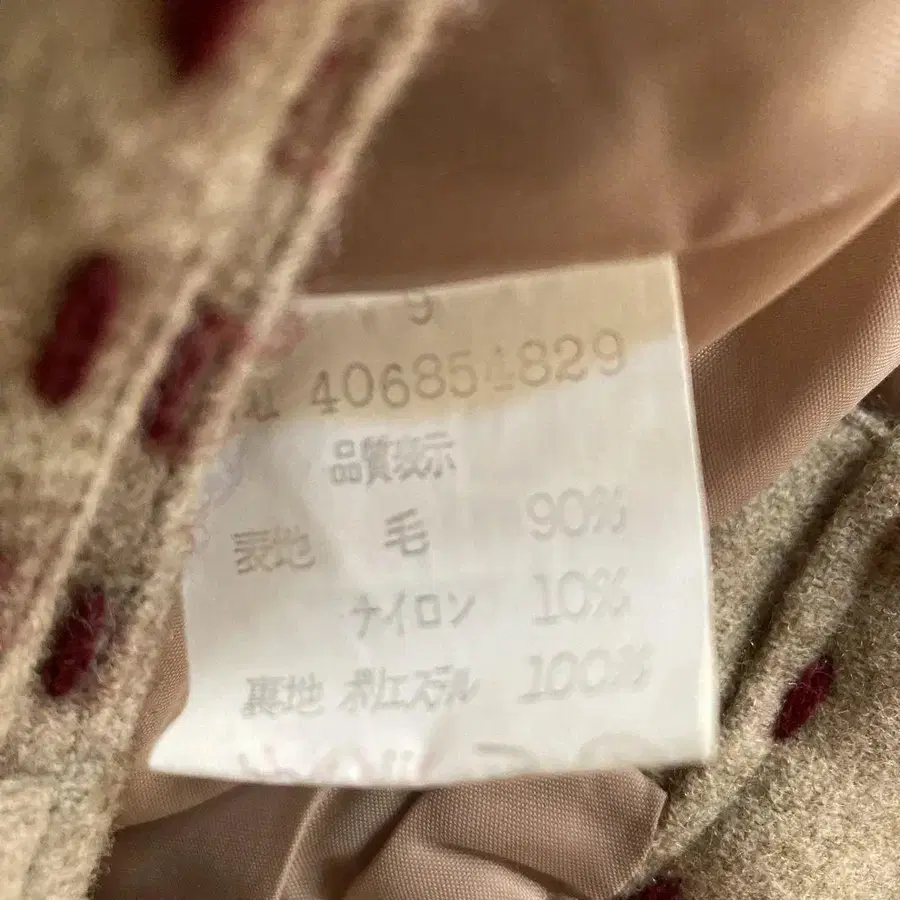 9
406854829
品質表示
表地 毛 90%
ナイロン 10%
裏地 ポリエステル 100%